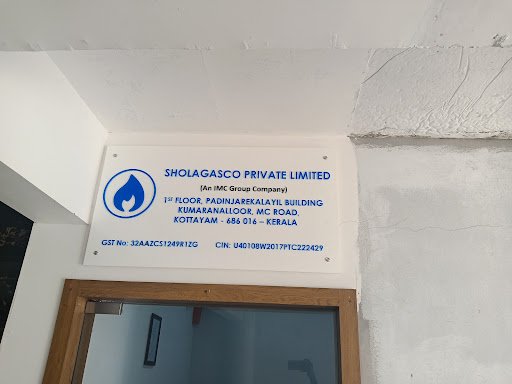 SHOLAGASCO PRIVATE LIMITED
(An IMC Group Company)
1ST FLOOR, PADINJAREKALAYIL BUILDING
KUMARANALLOOR, MC ROAD,
KOTTAYAM - 686 016 – KERALA
GST No: 32AAZCS1249R1ZG CIN: U40108W2017PTC222429